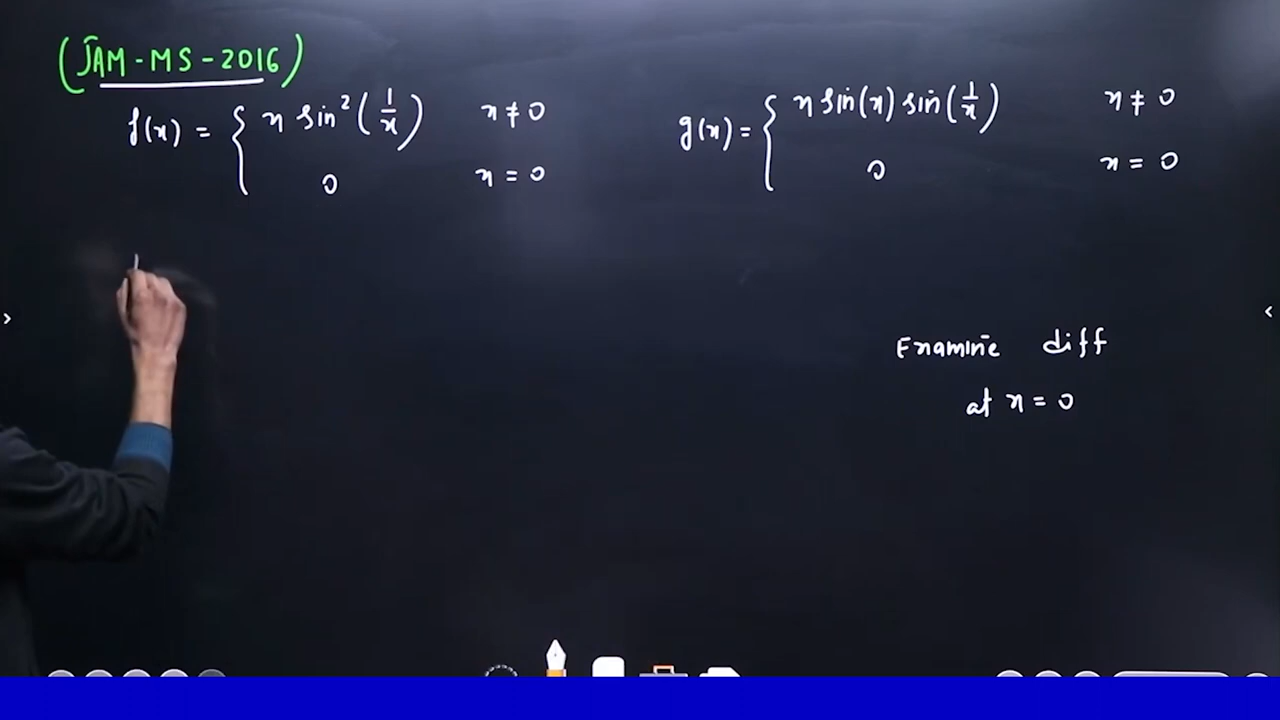 (JAM-MS-2016)
f(x) = { x sin²(1/x) x ≠ 0
0 x = 0
g(x) = { x sin(x) sin(1/x) x ≠ 0
0 x = 0
Examine diff
at x = 0